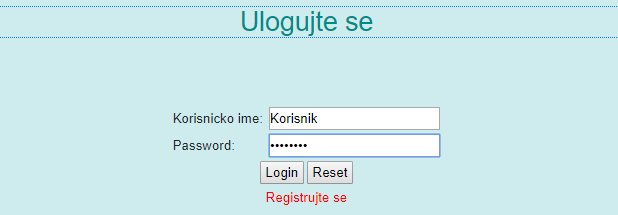 Ulogujte se
Korisnicko ime: Korisnik
Password: ••••••••
Login Reset
Registrujte se